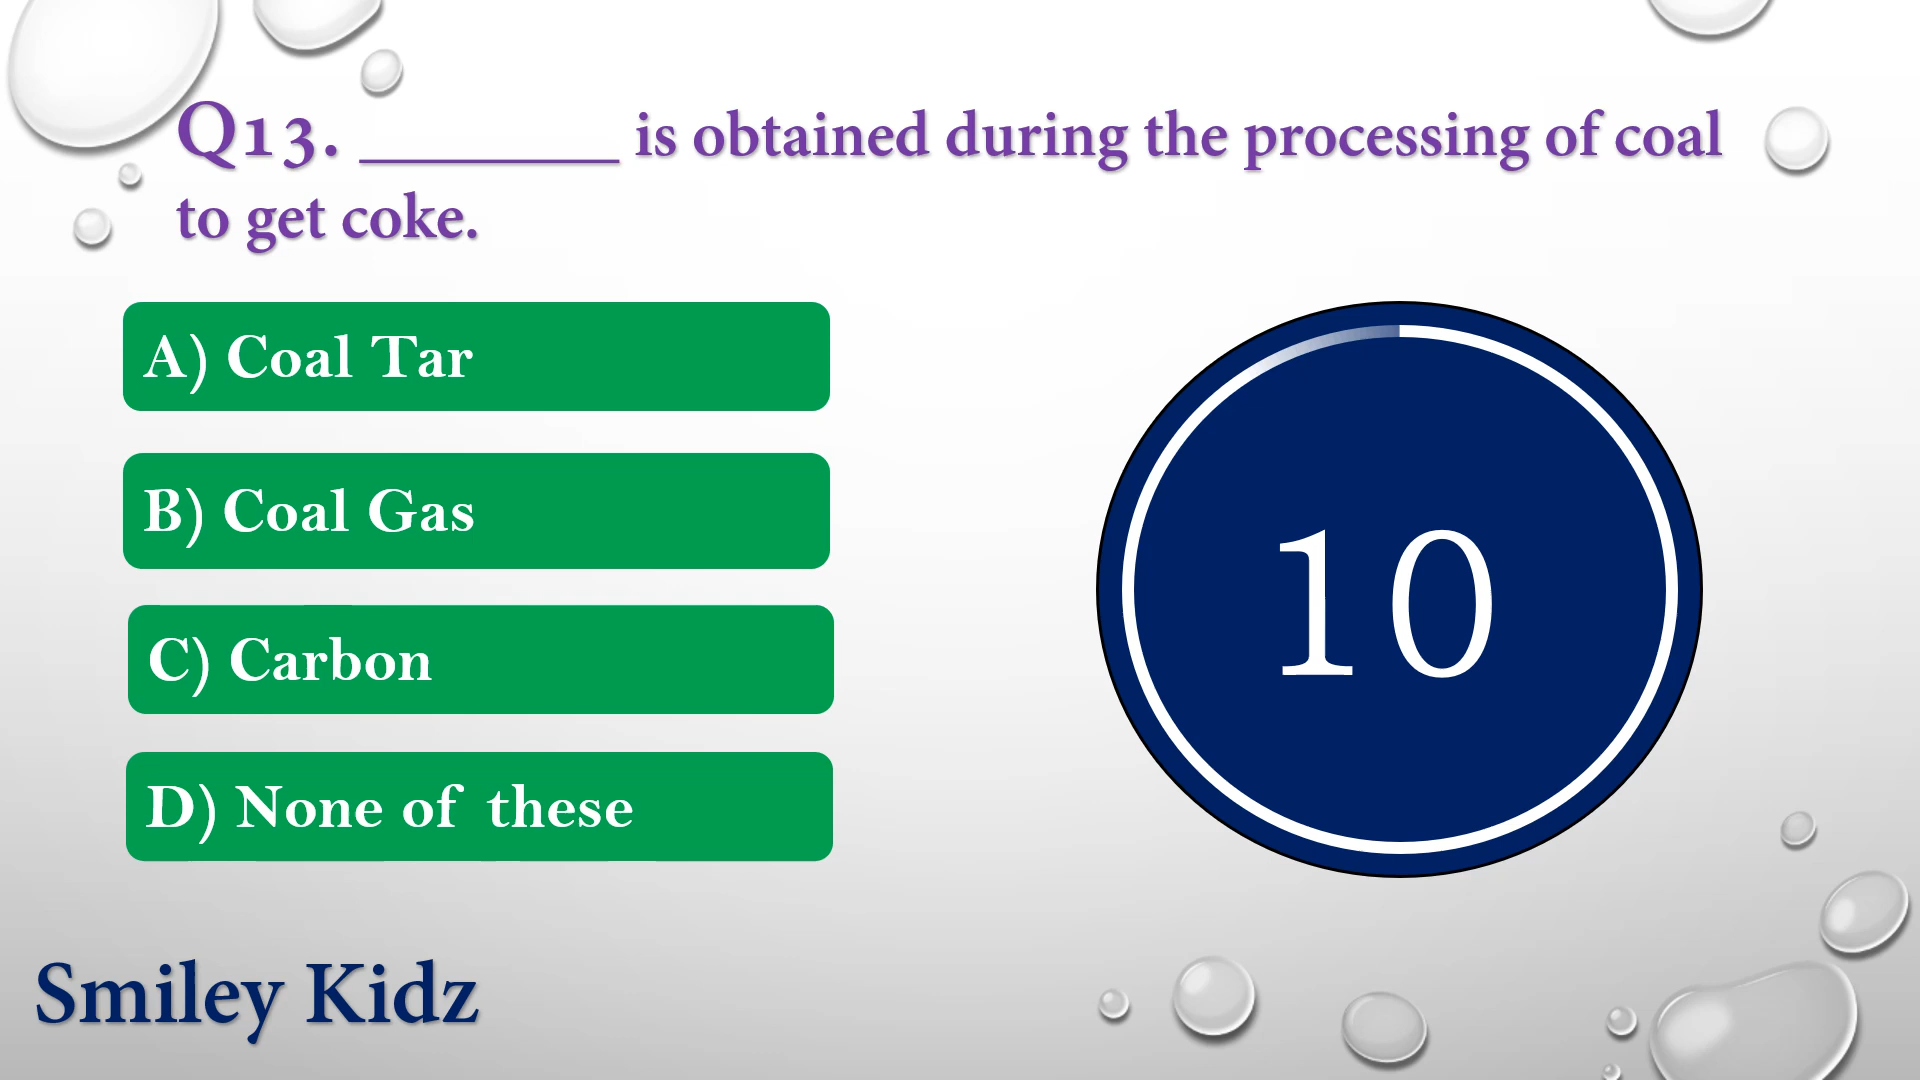 Q13. ________ is obtained during the processing of coal
to get coke.
A) Coal Tar
B) Coal Gas
C) Carbon
D) None of these
10
Smiley Kidz